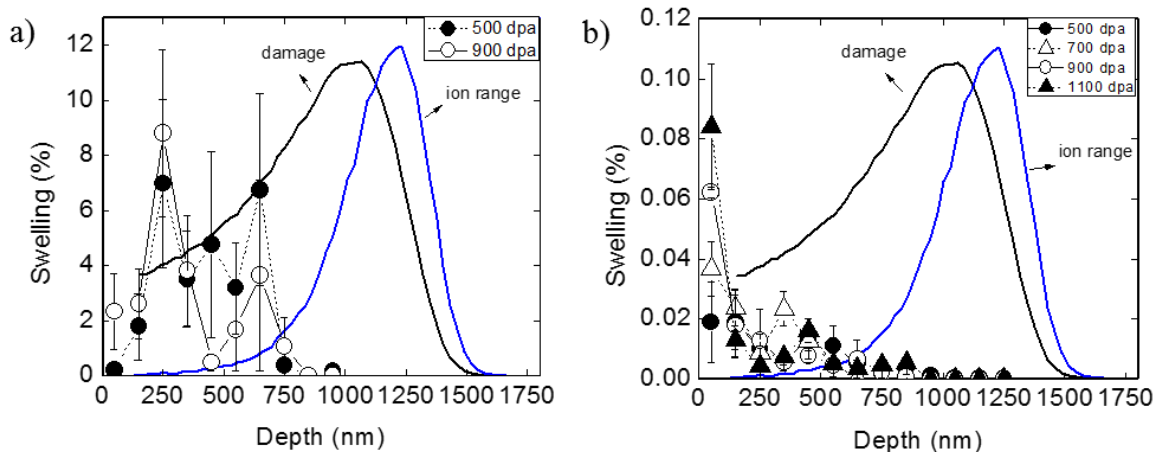 a)
500 dpa
900 dpa
damage
ion range
Swelling (%)
12
10
8
6
4
2
0
0 250 500 750 1000 1250 1500 1750
Depth (nm)
b)
500 dpa
700 dpa
900 dpa
1100 dpa
damage
ion range
Swelling (%)
0.12
0.10
0.08
0.06
0.04
0.02
0.00
0 250 500 750 1000 1250 1500 1750
Depth (nm)